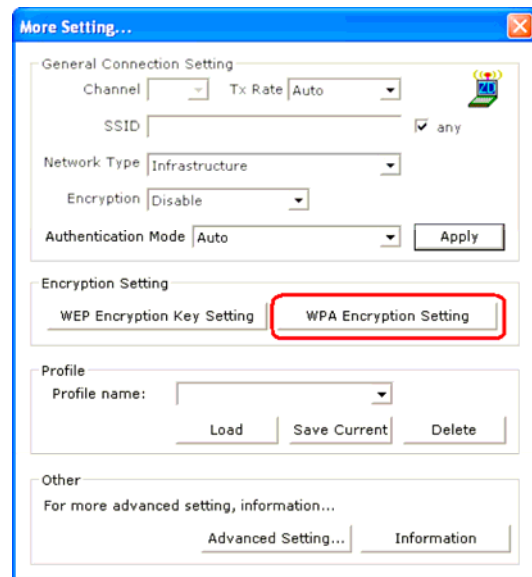 More Setting...
General Connection Setting
Channel Tx Rate Auto
SSID any
Network Type Infrastructure
Encryption Disable
Authentication Mode Auto Apply
Encryption Setting
WEP Encryption Key Setting WPA Encryption Setting
Profile
Profile name:
Load Save Current Delete
Other
For more advanced setting, information...
Advanced Setting... Information